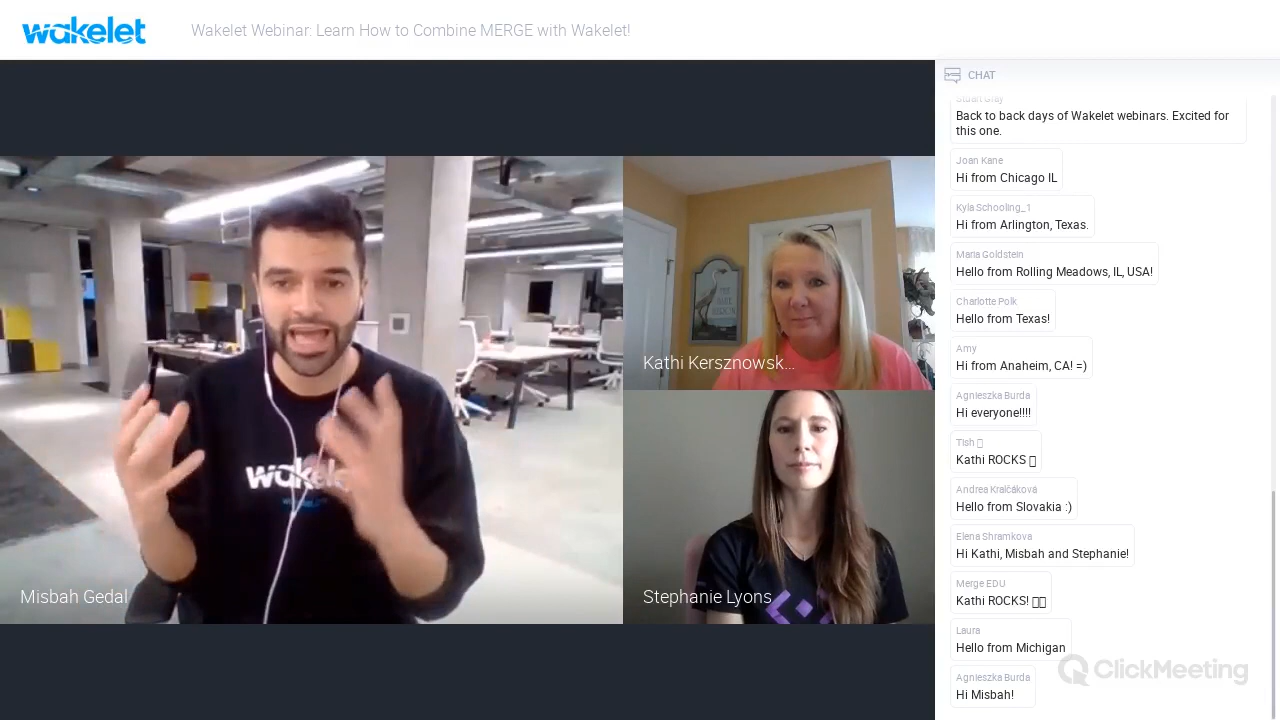 wakelet
Wakelet Webinar: Learn How to Combine MERGE with Wakelet!
CHAT
Stuart Gray
Back to back days of Wakelet webinars. Excited for
this one.
Joan Kane
Hi from Chicago IL
Kyla Schooling_1
Hi from Arlington, Texas.
Maria Goldstein
Hello from Rolling Meadows, IL, USA!
Charlotte Polk
Hello from Texas!
Amy
Hi from Anaheim, CA! =)
Agnieszka Burda
Hi everyone!!!!
Tish
Kathi ROCKS
Andrea Kralčáková
Hello from Slovakia :)
Elena Shramkova
Hi Kathi, Misbah and Stephanie!
Merge EDU
Kathi ROCKS!
Laura
Hello from Michigan
Agnieszka Burda
Hi Misbah!
ClickMeeting
Kathi Kersznowsk...
wakelet
Misbah Gedal
Stephanie Lyons